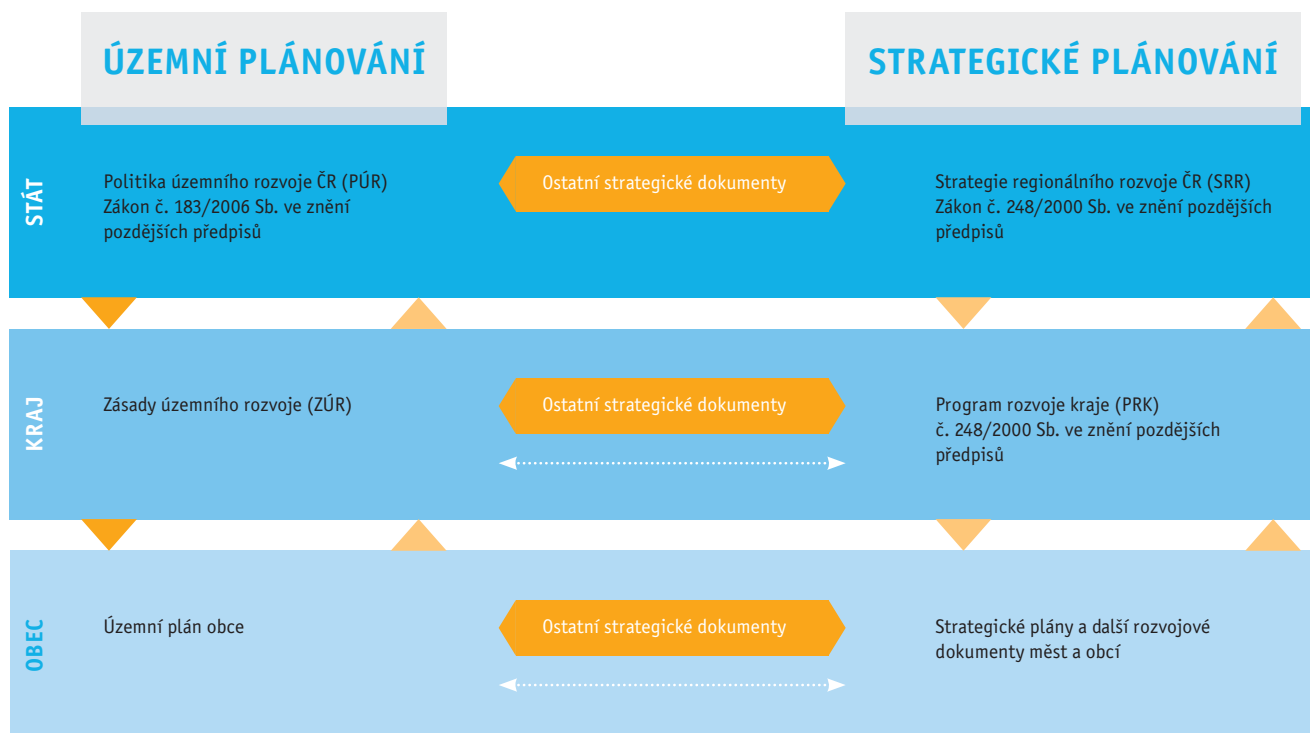 ÚZEMNÍ PLÁNOVÁNÍ
STRATEGICKÉ PLÁNOVÁNÍ
STÁT
Politika územního rozvoje ČR (PÚR)
Zákon č. 183/2006 Sb. ve znění
pozdějších předpisů
Ostatní strategické dokumenty
Strategie regionálního rozvoje ČR (SRR)
Zákon č. 248/2000 Sb. ve znění pozdějších
předpisů
KRAJ
Zásady územního rozvoje (ZÚR)
Ostatní strategické dokumenty
Program rozvoje kraje (PRK)
č. 248/2000 Sb. ve znění pozdějších
předpisů
OBEC
Územní plán obce
Ostatní strategické dokumenty
Strategické plány a další rozvojové
dokumenty měst a obcí